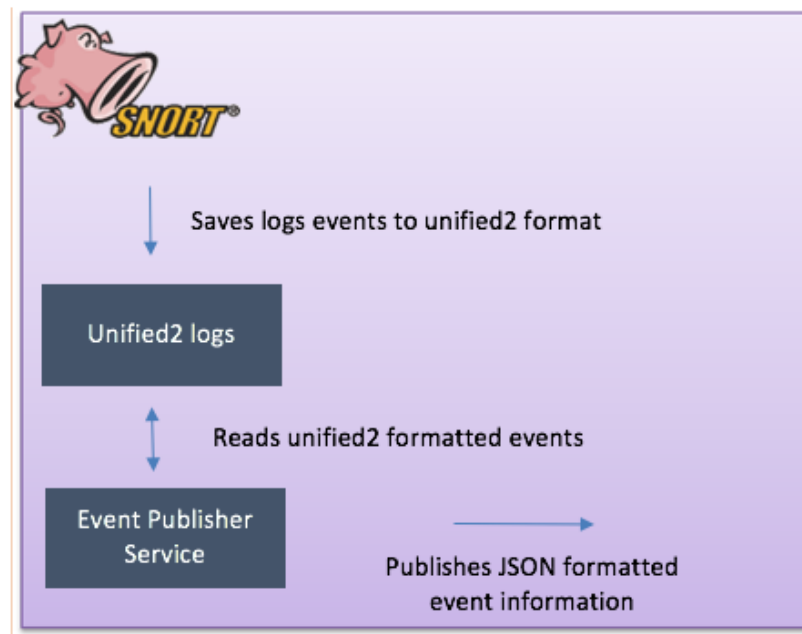 SNORT®
Saves logs events to unified2 format
Unified2 logs
Reads unified2 formatted events
Event Publisher
Service
Publishes JSON formatted
event information